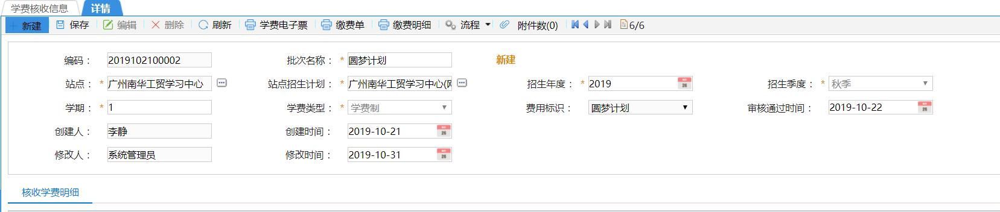 学费核收信息 详情
新建 保存 编辑 删除 刷新 学费电子票 缴费单 缴费明细 流程 附件数(0) 6/6
编码： 2019102100002 批次名称： * 圆梦计划 新建
站点： * 广州南华工贸学习中心 站点招生计划： * 广州南华工贸学习中心( 招生年度： * 2019 招生季度： * 秋季
学期： * 1 学费类型： * 学费制 费用标识： 圆梦计划 审核通过时间： 2019-10-22
创建人： 李静 创建时间： 2019-10-21
修改人： 系统管理员 修改时间： 2019-10-31
核收学费明细